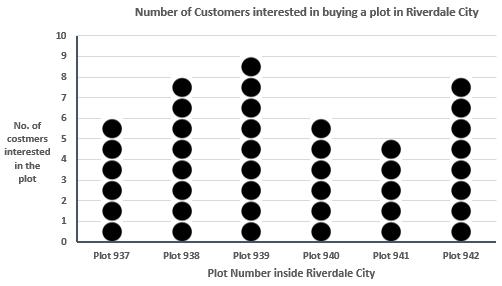 Number of Customers interested in buying a plot in Riverdale City
10
9
8
7
6
5
4
3
2
1
0
No. of
costmers
interested
in the
plot
Plot 937 Plot 938 Plot 939 Plot 940 Plot 941 Plot 942
Plot Number inside Riverdale City